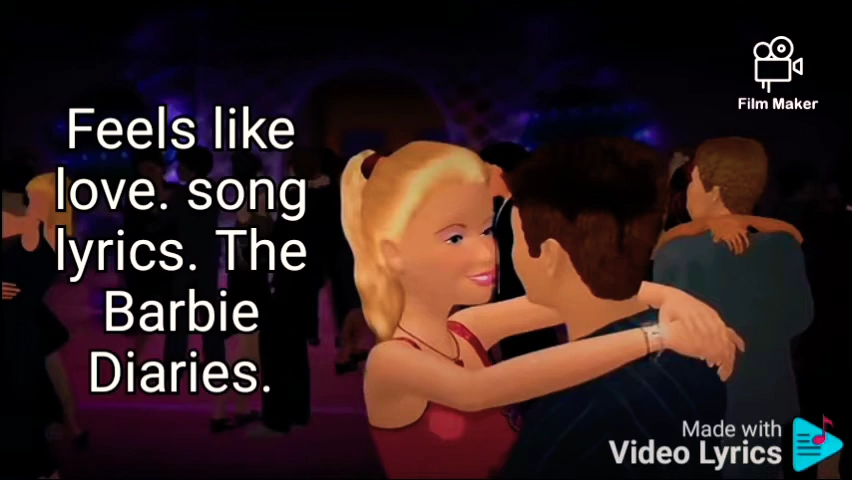 Feels like
love. song
lyrics. The
Barbie
Diaries.
Film Maker
Made with
Video Lyrics